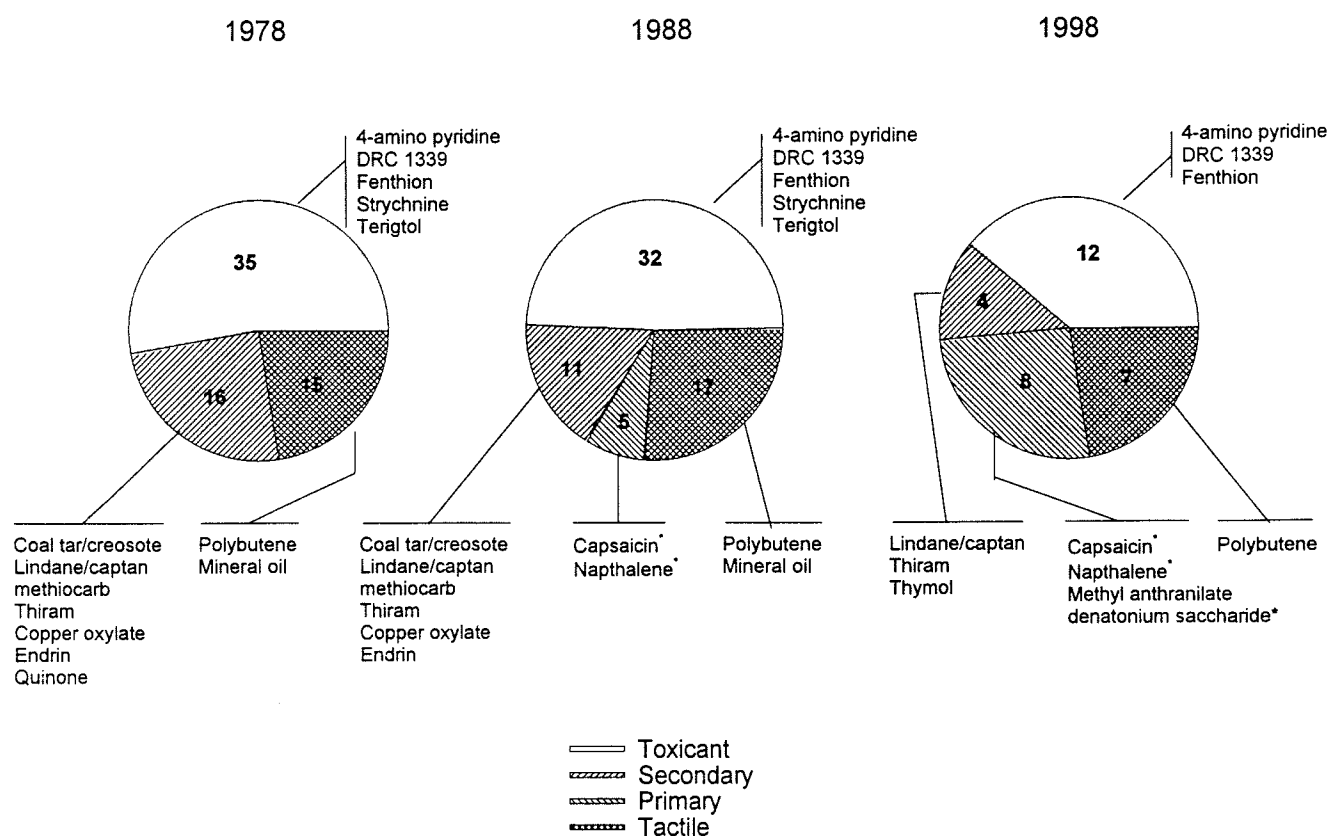 1978
4-amino pyridine
DRC 1339
Fenthion
Strychnine
Terigtol
35
16
15
Coal tar/creosote
Lindane/captan
methiocarb
Thiram
Copper oxylate
Endrin
Quinone
Polybutene
Mineral oil
1988
4-amino pyridine
DRC 1339
Fenthion
Strychnine
Terigtol
32
11
5
17
Coal tar/creosote
Lindane/captan
methiocarb
Thiram
Copper oxylate
Endrin
Capsaicin*
Napthalene*
Polybutene
Mineral oil
1998
4-amino pyridine
DRC 1339
Fenthion
12
4
8
7
Lindane/captan
Thiram
Thymol
Capsaicin*
Napthalene*
Methyl anthranilate
denatonium saccharide*
Polybutene
Toxicant
Secondary
Primary
Tactile